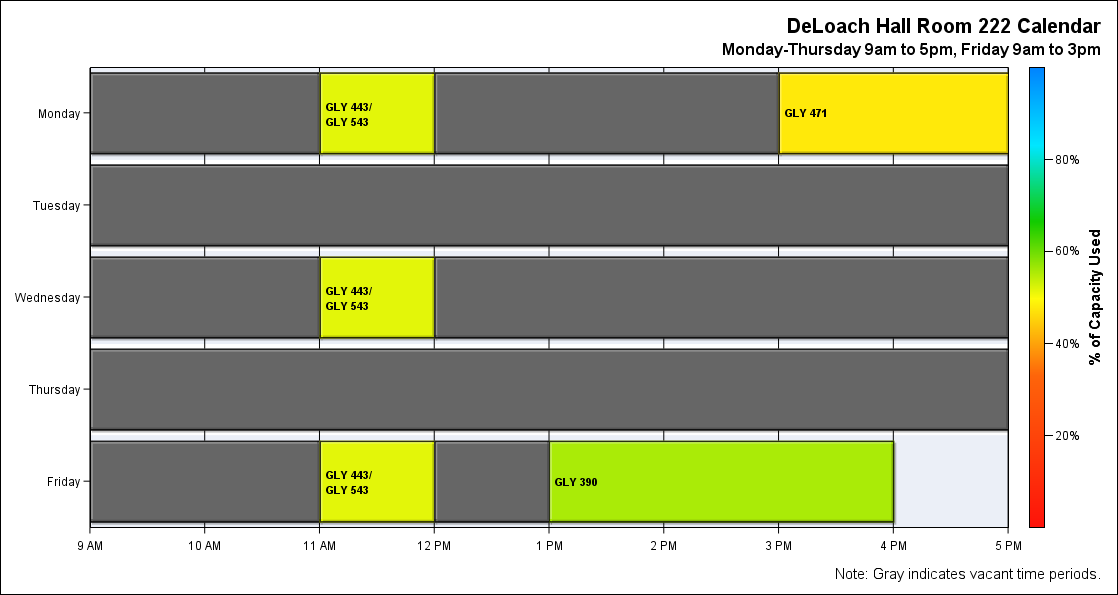 DeLoach Hall Room 222 Calendar
Monday-Thursday 9am to 5pm, Friday 9am to 3pm
Monday
GLY 443/
GLY 543
GLY 471
Tuesday
Wednesday
GLY 443/
GLY 543
Thursday
Friday
GLY 443/
GLY 543
GLY 390
9 AM 10 AM 11 AM 12 PM 1 PM 2 PM 3 PM 4 PM 5 PM
80%
60%
40%
20%
% of Capacity Used
Note: Gray indicates vacant time periods.